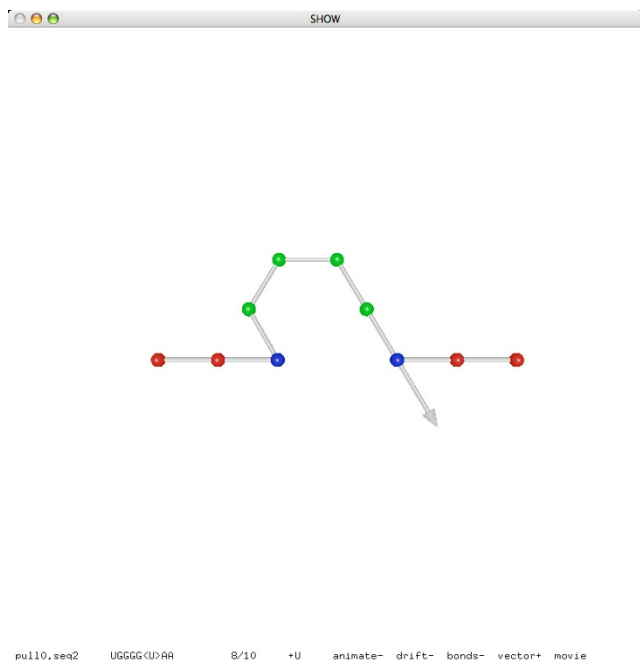 SHOW
pull0.seq2 UGGGG<U>AA 8/10 +U animate- drift- bonds- vector+ movie